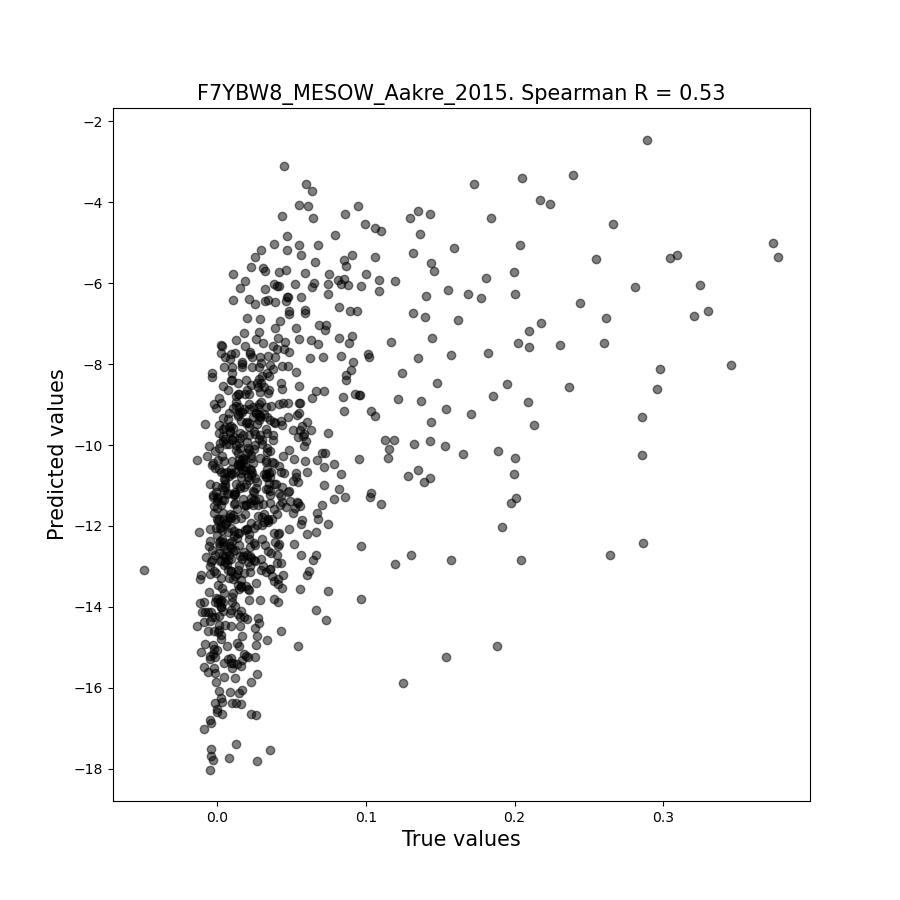 F7YBW8_MESOW_Aakre_2015. Spearman R = 0.53
−2
−4
−6
−8
−10
−12
−14
−16
−18
Predicted values
0.0 0.1 0.2 0.3
True values